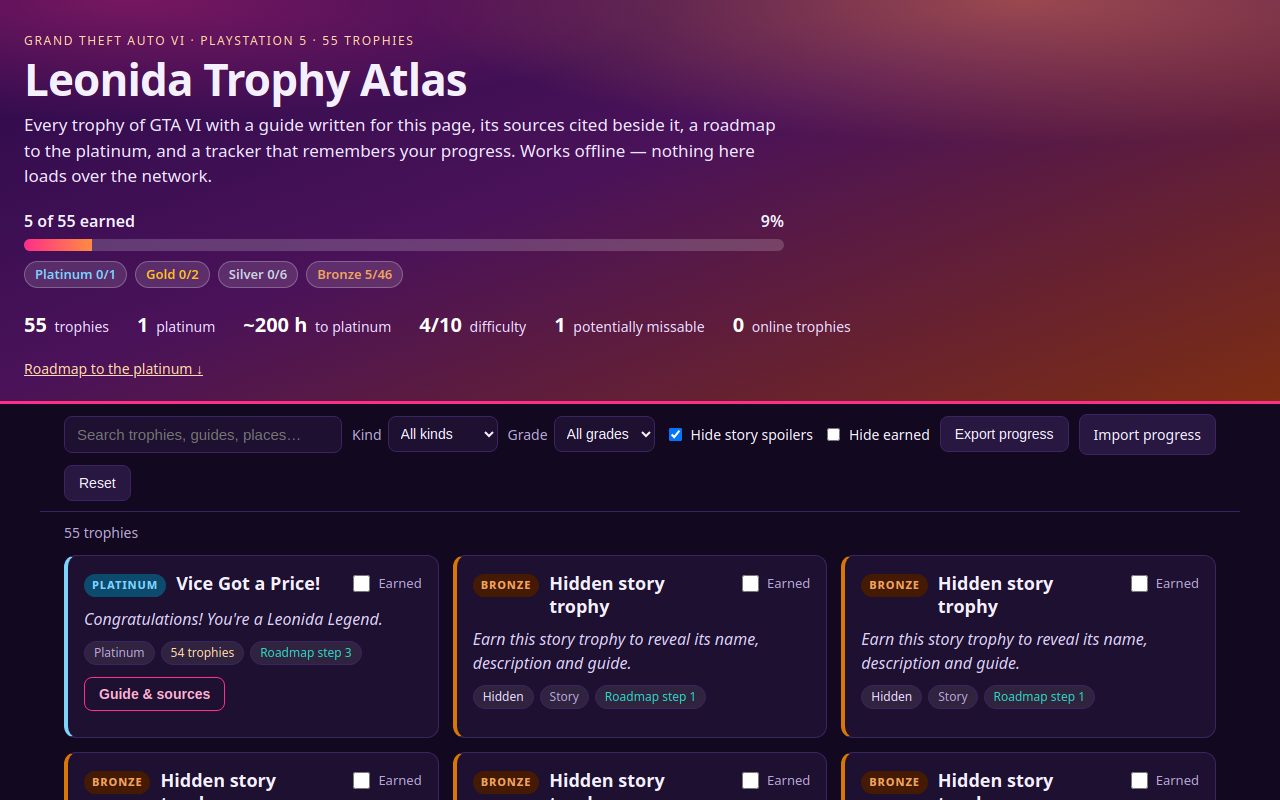 GRAND THEFT AUTO VI · PLAYSTATION 5 · 55 TROPHIES
Leonida Trophy Atlas
Every trophy of GTA VI with a guide written for this page, its sources cited beside it, a roadmap
to the platinum, and a tracker that remembers your progress. Works offline — nothing here
loads over the network.
5 of 55 earned 9%
Platinum 0/1 Gold 0/2 Silver 0/6 Bronze 5/46
55 trophies 1 platinum ~200 h to platinum 4/10 difficulty 1 potentially missable 0 online trophies
Roadmap to the platinum ↓
Search trophies, guides, places… Kind All kinds Grade All grades Hide story spoilers Hide earned Export progress Import progress
Reset
55 trophies
PLATINUM Vice Got a Price! Earned
Congratulations! You're a Leonida Legend.
Platinum 54 trophies Roadmap step 3
Guide & sources
BRONZE Hidden story Earned
trophy
Earn this story trophy to reveal its name,
description and guide.
Hidden Story Roadmap step 1
BRONZE Hidden story Earned
trophy
Earn this story trophy to reveal its name,
description and guide.
Hidden Story Roadmap step 1
BRONZE Hidden story Earned
BRONZE Hidden story Earned
BRONZE Hidden story Earned